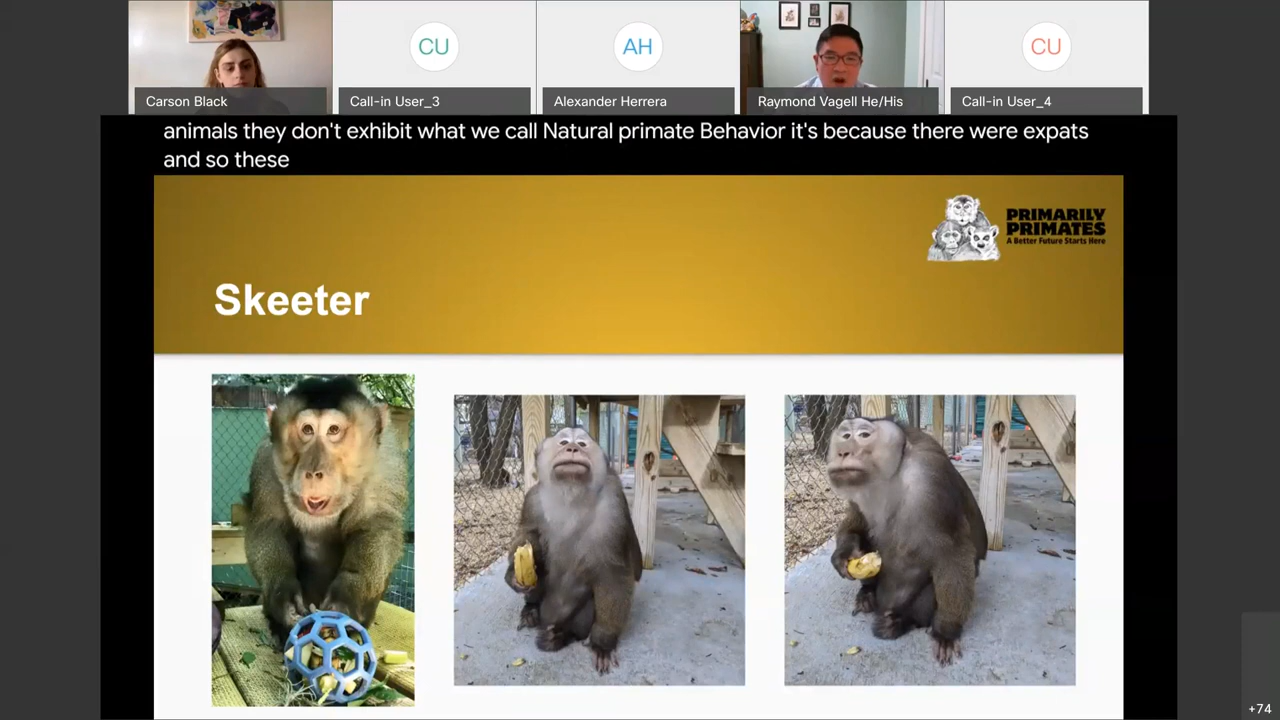 CU
AH
CU
Carson Black
Call-in User_3
Alexander Herrera
Raymond Vagell He/His
Call-in User_4
animals they don't exhibit what we call Natural primate Behavior it's because there were expats
and so these
PRIMARILY
PRIMATES
A Better Future Starts Here
Skeeter
+74